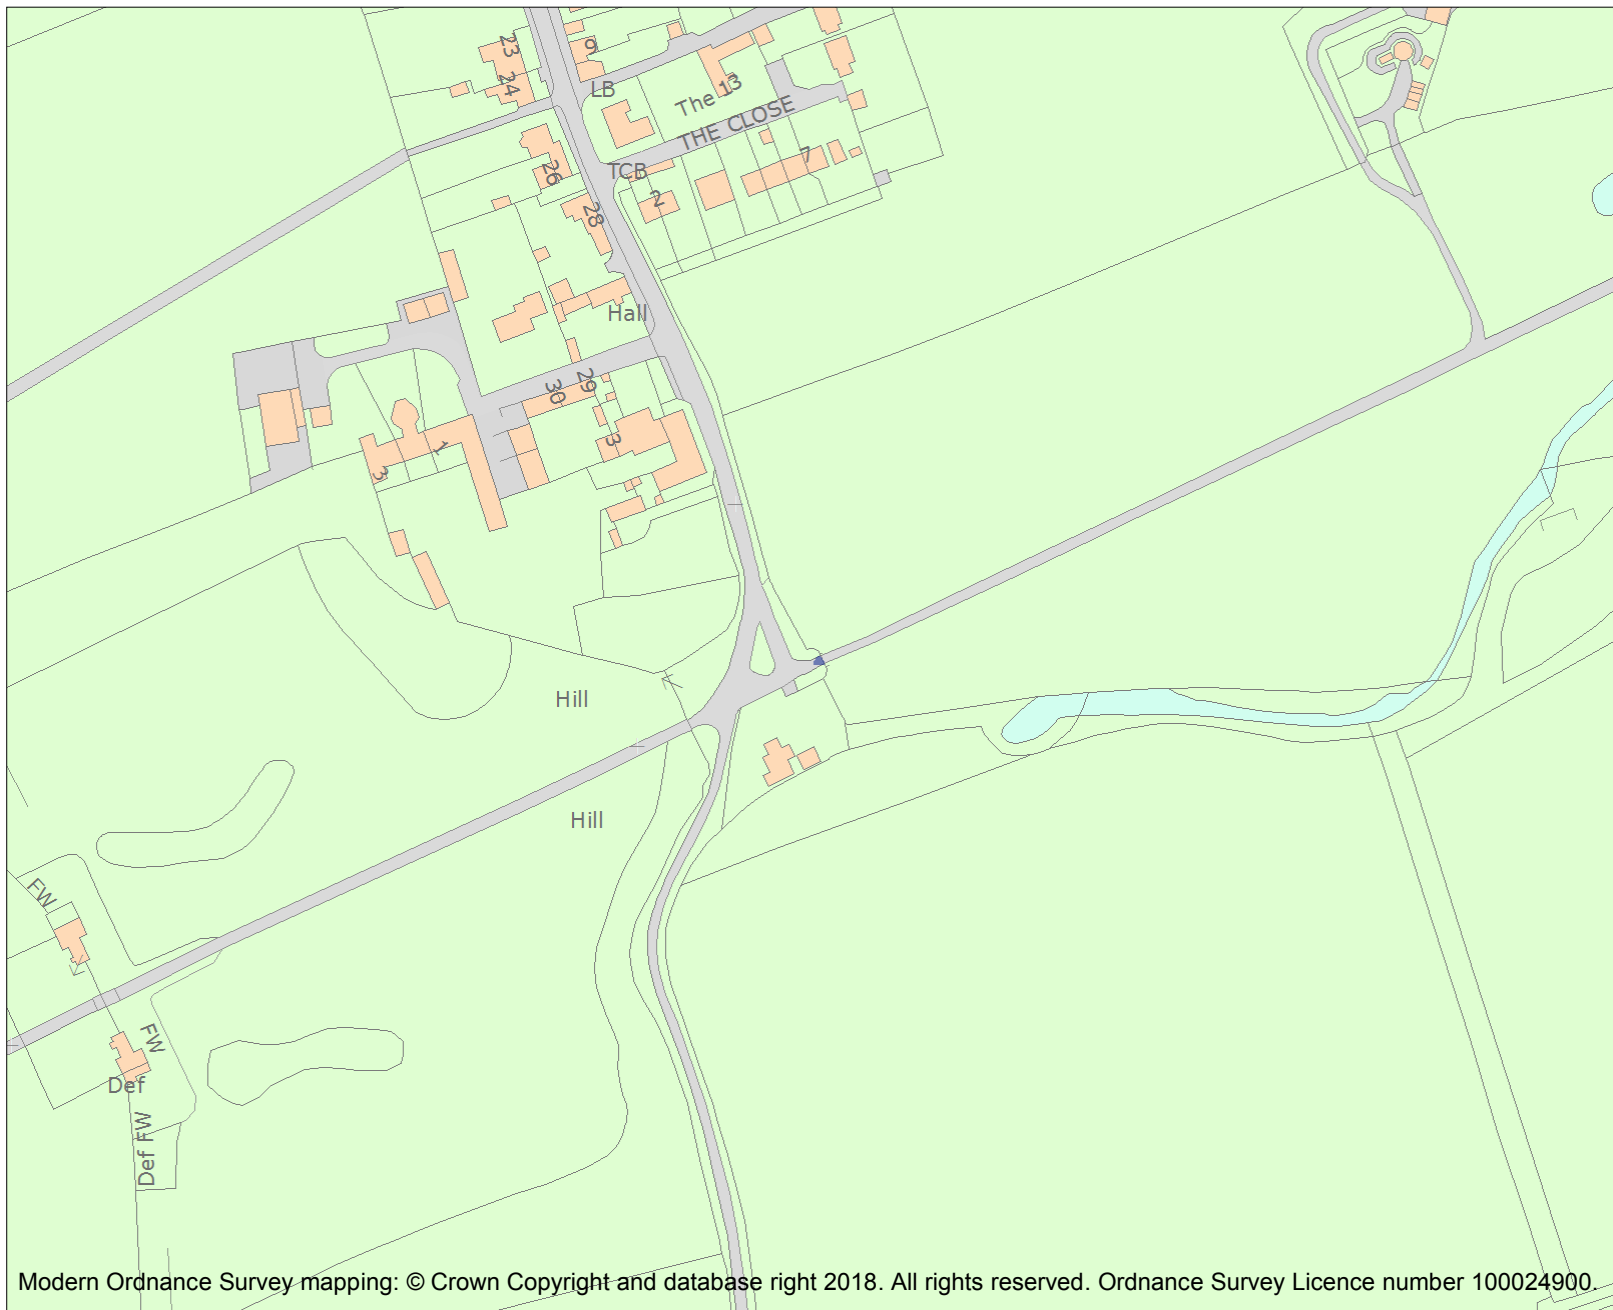 23
9
24
LB
The 13
THE CLOSE
TCB
7
26
2
28
Hall
29
30
3
1
3
Hill
Hill
FW
FW
Def
Def FW
Modern Ordnance Survey mapping: © Crown Copyright and database right 2018. All rights reserved. Ordnance Survey Licence number 100024900.